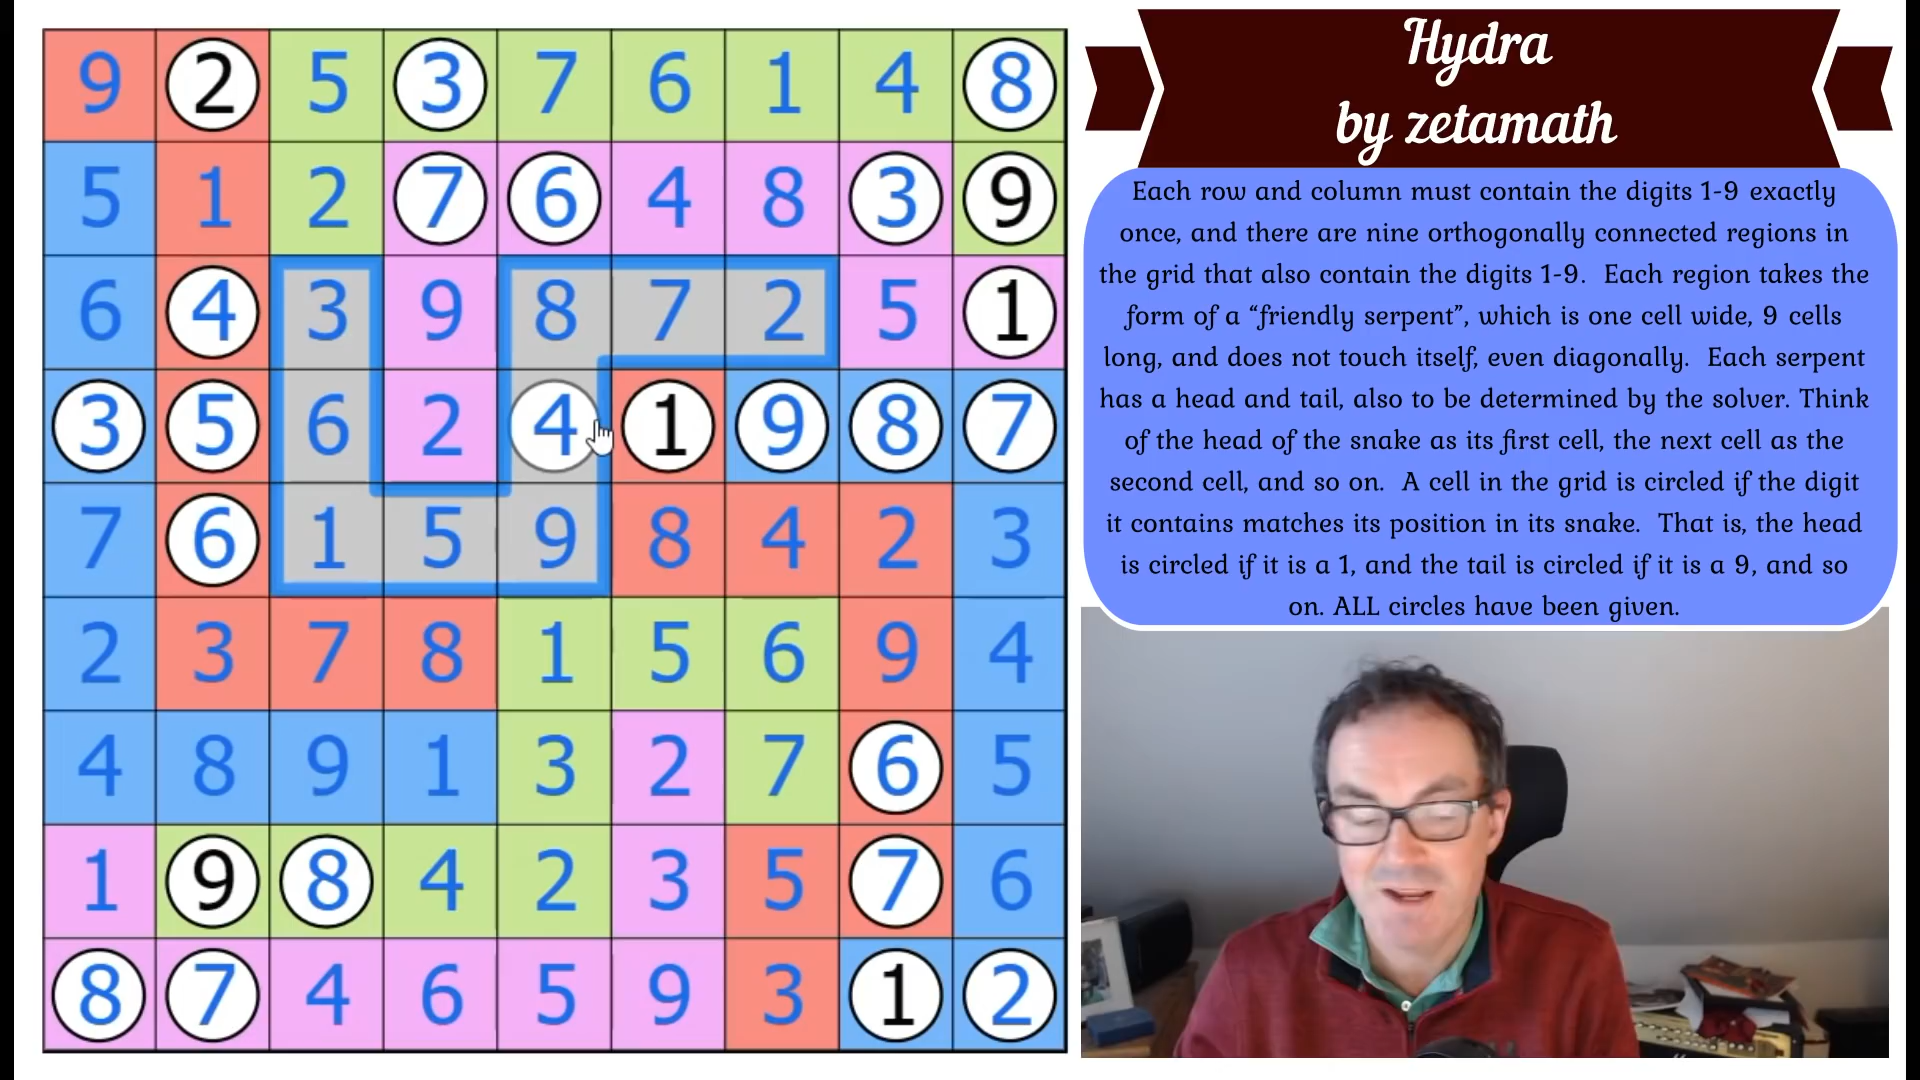 Hydra
by zetamath
Each row and column must contain the digits 1-9 exactly
once, and there are nine orthogonally connected regions in
the grid that also contain the digits 1-9. Each region takes the
form of a “friendly serpent”, which is one cell wide, 9 cells
long, and does not touch itself, even diagonally. Each serpent
has a head and tail, also to be determined by the solver. Think
of the head of the snake as its first cell, the next cell as the
second cell, and so on. A cell in the grid is circled if the digit
it contains matches its position in its snake. That is, the head
is circled if it is a 1, and the tail is circled if it is a 9, and so
on. ALL circles have been given.
9 2 5 3 7 6 1 4 8
5 1 2 7 6 4 8 3 9
6 4 3 9 8 7 2 5 1
3 5 6 2 4 1 9 8 7
7 6 1 5 9 8 4 2 3
2 3 7 8 1 5 6 9 4
4 8 9 1 3 2 7 6 5
1 9 8 4 2 3 5 7 6
8 7 4 6 5 9 3 1 2